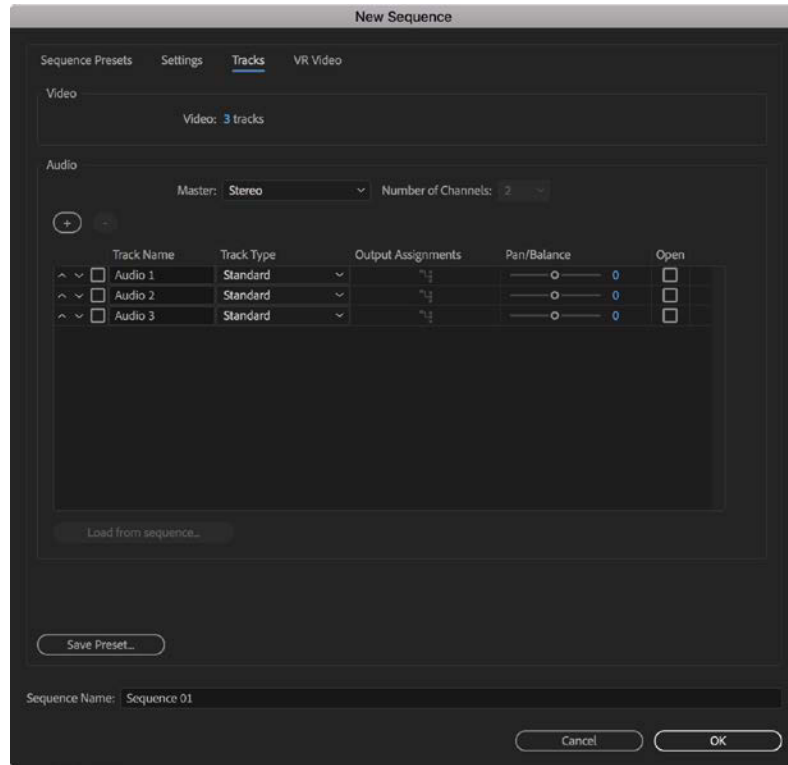 New Sequence
Sequence Presets Settings Tracks VR Video
Video
Video: 3 tracks
Audio
Master: Stereo Number of Channels: 2
+ -
Track Name Track Type Output Assignments Pan/Balance Open
Audio 1 Standard 0
Audio 2 Standard 0
Audio 3 Standard 0
Load from sequence...
Save Preset...
Sequence Name: Sequence 01
Cancel OK